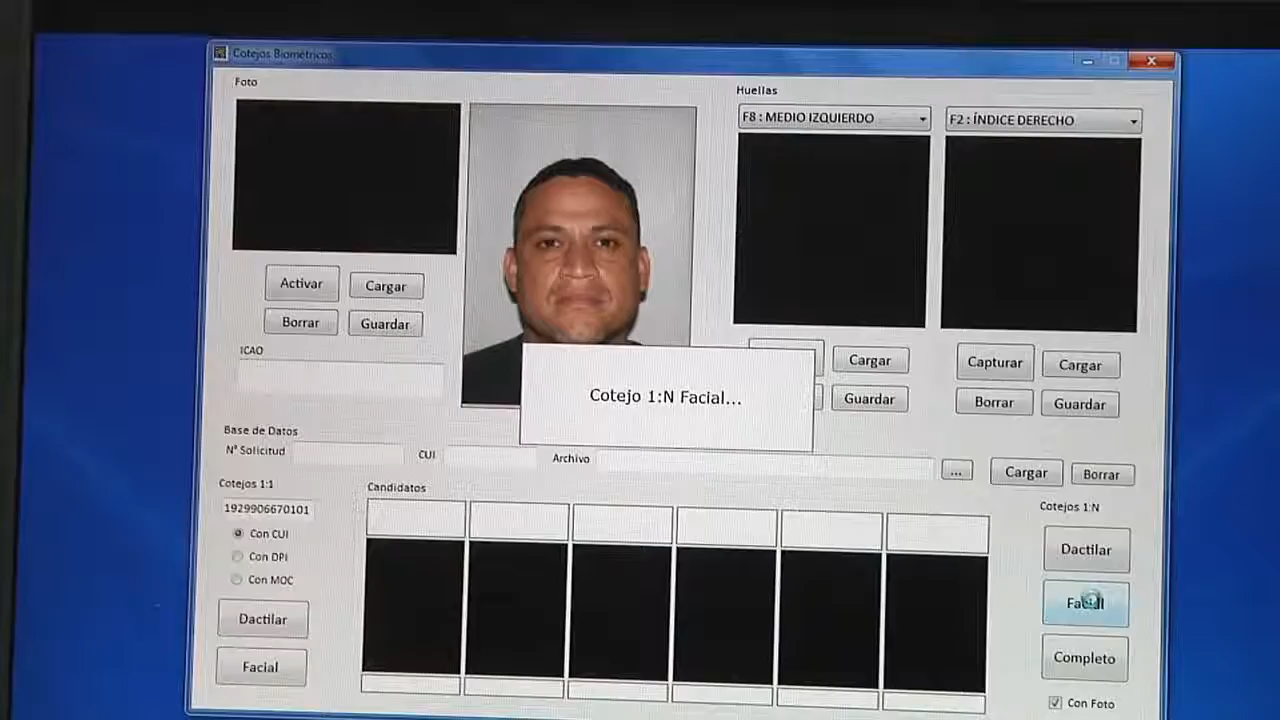 Cotejos Biométricos
Foto
Huellas
F8 : MEDIO IZQUIERDO
F2 : ÍNDICE DERECHO
Activar
Cargar
Borrar
Guardar
ICAO
Cargar
Guardar
Capturar
Cargar
Borrar
Guardar
Cotejo 1:N Facial...
Base de Datos
Nº Solicitud
CUI
Archivo
...
Cargar
Borrar
Cotejos 1:1
1929906670101
Con CUI
Con DPI
Con MOC
Dactilar
Facial
Candidatos
Cotejos 1:N
Dactilar
Facial
Completo
Con Foto